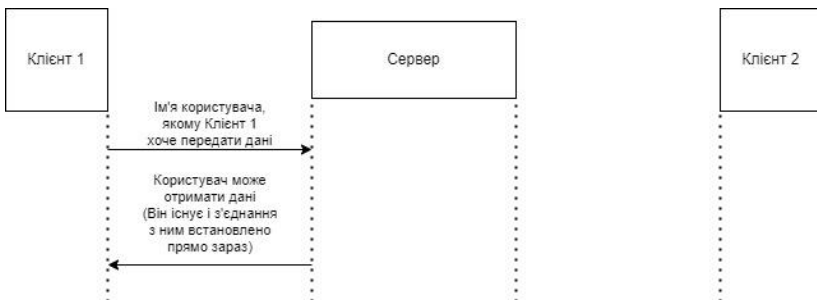 Клієнт 1
Сервер
Клієнт 2
Ім'я користувача,
якому Клієнт 1
хоче передати дані
Користувач може
отримати дані
(Він існує і з'єднання
з ним встановлено
прямо зараз)